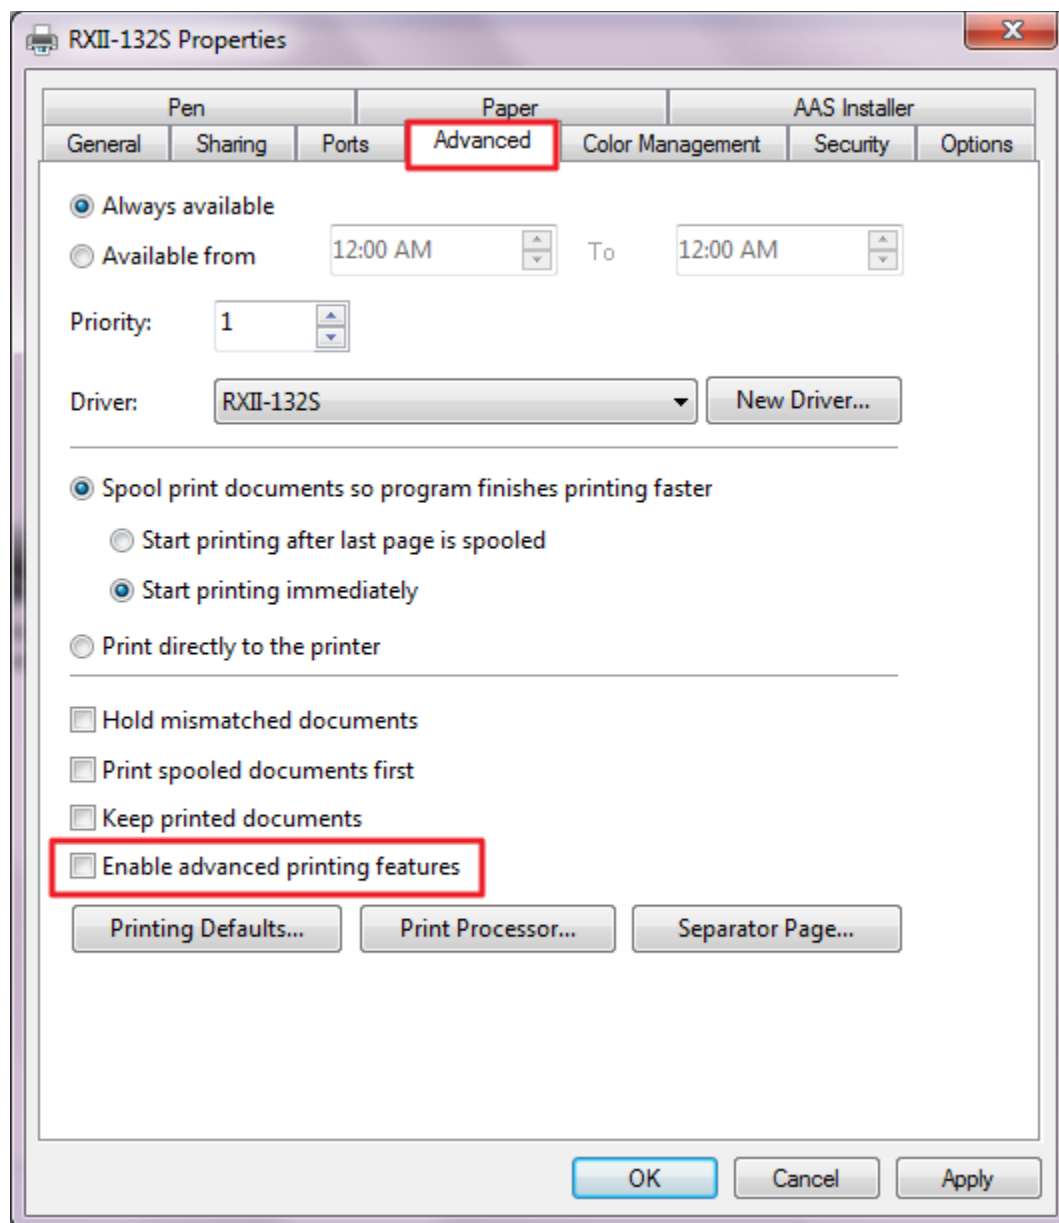 RXII-132S Properties
X
Pen Paper AAS Installer
General Sharing Ports Advanced Color Management Security Options
Always available
Available from 12:00 AM To 12:00 AM
Priority: 1
Driver: RXII-132S New Driver...
Spool print documents so program finishes printing faster
Start printing after last page is spooled
Start printing immediately
Print directly to the printer
Hold mismatched documents
Print spooled documents first
Keep printed documents
Enable advanced printing features
Printing Defaults... Print Processor... Separator Page...
OK Cancel Apply